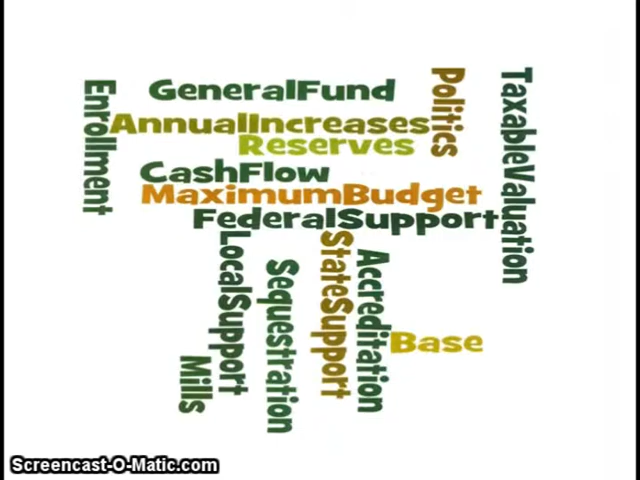 Enrollment
GeneralFund
Politics
TaxableValuation
AnnualIncreases
Reserves
CashFlow
MaximumBudget
FederalSupport
LocalSupport
Sequestration
StateSupport
Accreditation
Base
Mills
Screencast-O-Matic.com